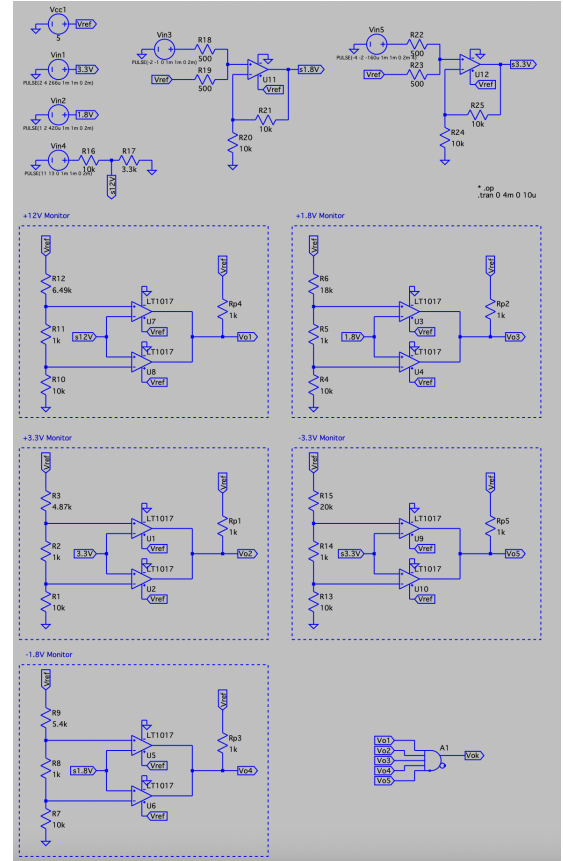 Vcc1
Vref
5
Vin1
3.3V
PULSE(2 4 266u 1m 1m 0 2m)
Vin2
1.8V
PULSE(1 2 420u 1m 1m 0 2m)
Vin4
R16
R17
10k
3.3k
PULSE(11 13 0 1m 1m 0 2m)
s12V
Vin3
R18
500
PULSE(-2 -1 0 1m 1m 0 2m)
Vref
R19
500
U11
Vref
s1.8V
R21
10k
R20
10k
Vin5
R22
500
Vref
R23
500
U12
Vref
s3.3V
R25
10k
R24
10k
* .op
.tran 0 4m 0 10u
+12V Monitor
Vref
R12
6.49k
R11
1k
R10
10k
s12V
LT1017
U7
Vref
LT1017
U8
Vref
Vref
Rp4
1k
Vo1
+1.8V Monitor
Vref
R6
18k
R5
1k
R4
10k
1.8V
LT1017
U3
Vref
LT1017
U4
Vref
Vref
Rp2
1k
Vo3
+3.3V Monitor
Vref
R3
4.87k
R2
1k
R1
10k
3.3V
LT1017
U1
Vref
LT1017
U2
Vref
Vref
Rp1
1k
Vo2
-3.3V Monitor
Vref
R15
20k
R14
1k
R13
10k
s3.3V
LT1017
U9
Vref
LT1017
U10
Vref
Vref
Rp5
1k
Vo5
-1.8V Monitor
Vref
R9
5.4k
R8
1k
R7
10k
s1.8V
LT1017
U5
Vref
LT1017
U6
Vref
Vref
Rp3
1k
Vo4
Vo1
Vo2
Vo3
Vo4
Vo5
A1
Vok